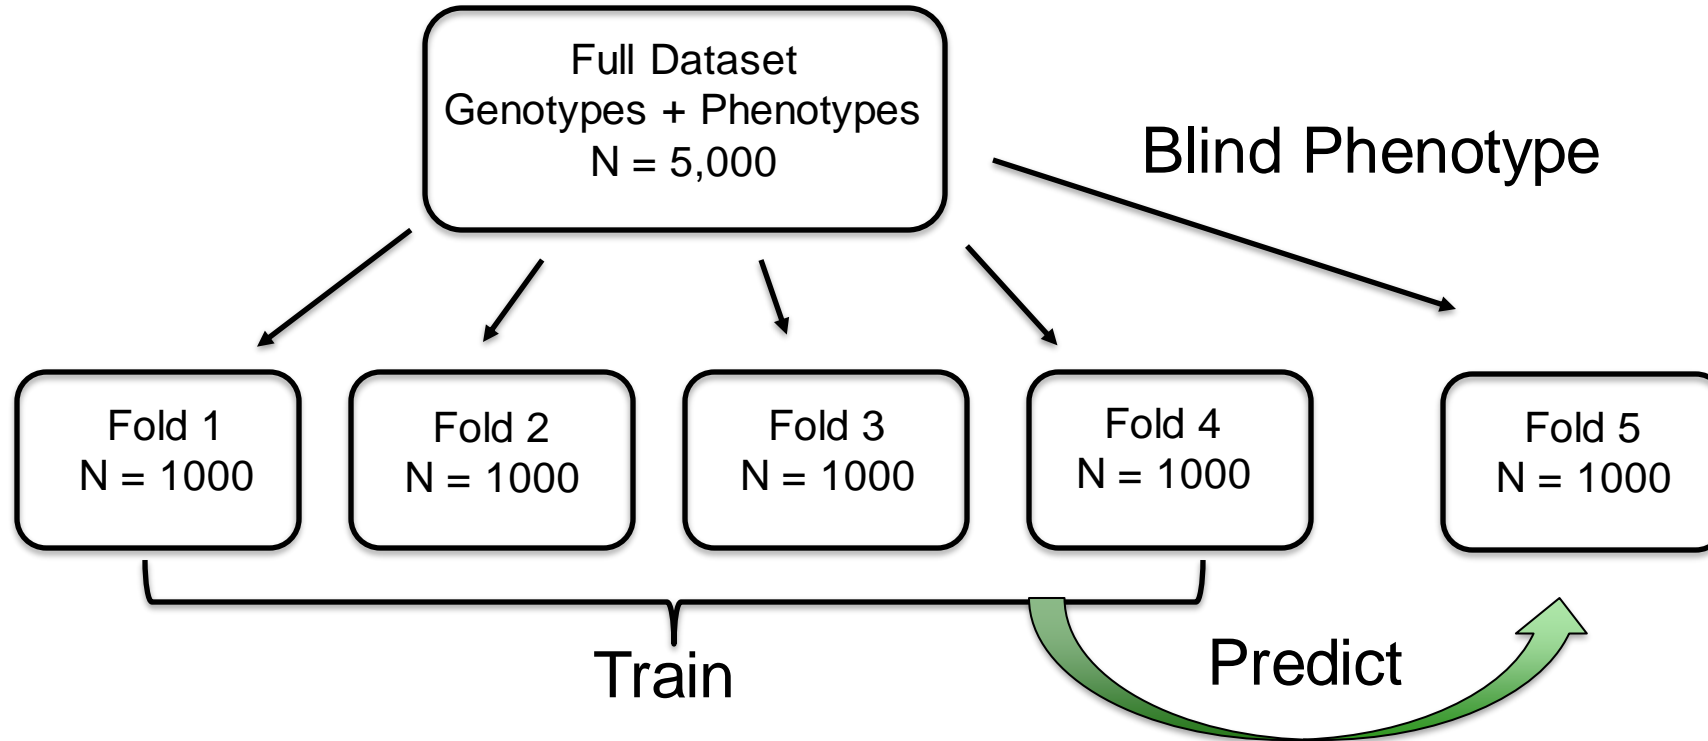 Full Dataset
Genotypes + Phenotypes
N = 5,000
Blind Phenotype
Fold 1
N = 1000
Fold 2
N = 1000
Fold 3
N = 1000
Fold 4
N = 1000
Fold 5
N = 1000
Train
Predict